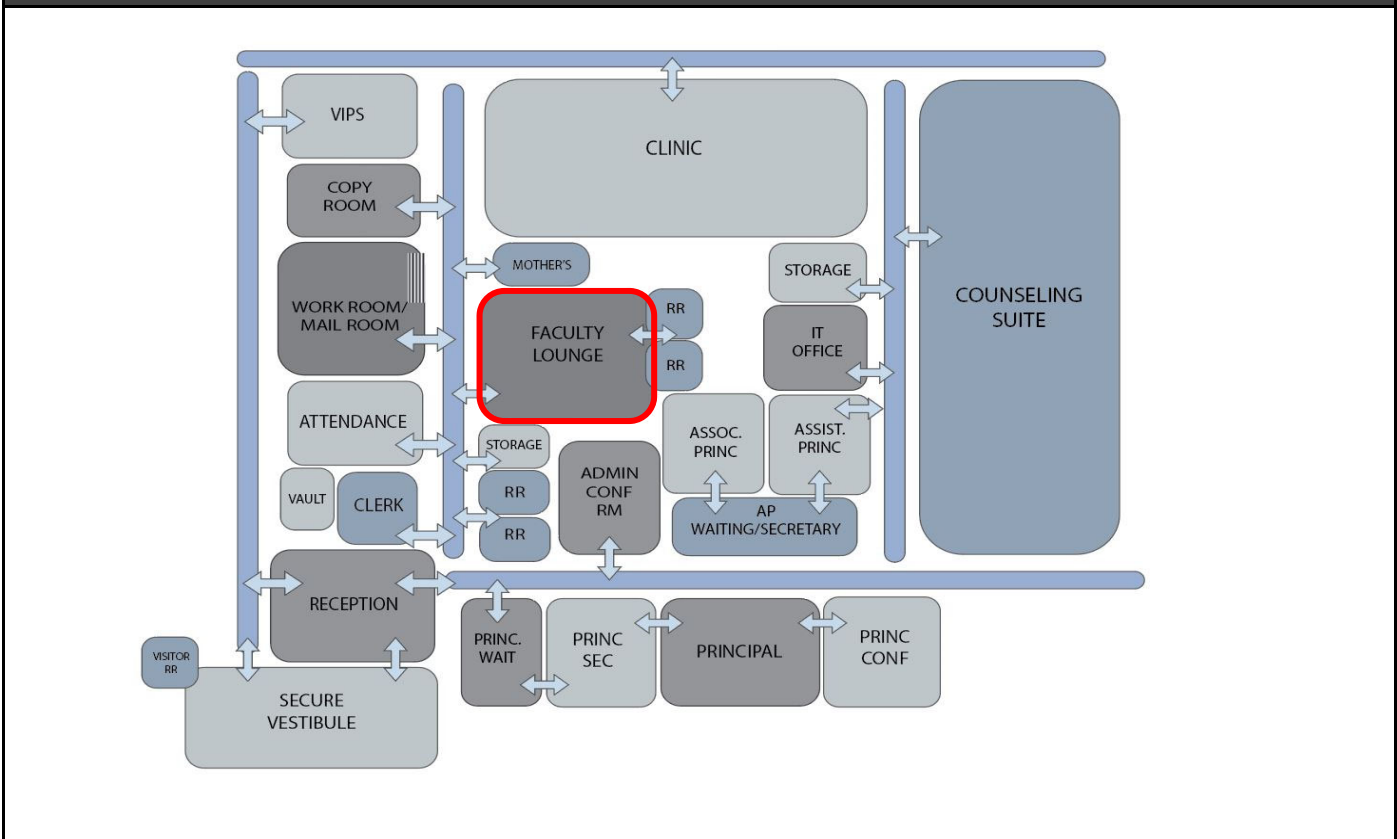 VIPS
CLINIC
COPY
ROOM
MOTHER'S
STORAGE
WORK ROOM/
MAIL ROOM
FACULTY
LOUNGE
RR
RR
IT
OFFICE
COUNSELING
SUITE
ATTENDANCE
STORAGE
ASSOC.
PRINC
ASSIST.
PRINC
VAULT
CLERK
RR
RR
ADMIN
CONF
RM
AP
WAITING/SECRETARY
RECEPTION
PRINC.
WAIT
PRINC
SEC
PRINCIPAL
PRINC
CONF
VISITOR
RR
SECURE
VESTIBULE